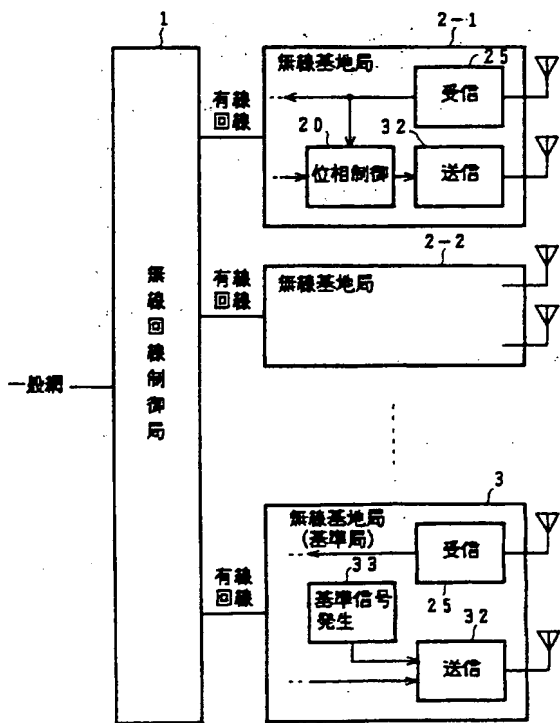 1
2-1
無線基地局
25
受信
有線
回線
20
32
位相制御
送信
2-2
有線
回線
無線基地局
無線回線制御局
一般網
3
無線基地局
(基準局)
受信
33
25
有線
回線
基準信号
発生
32
送信